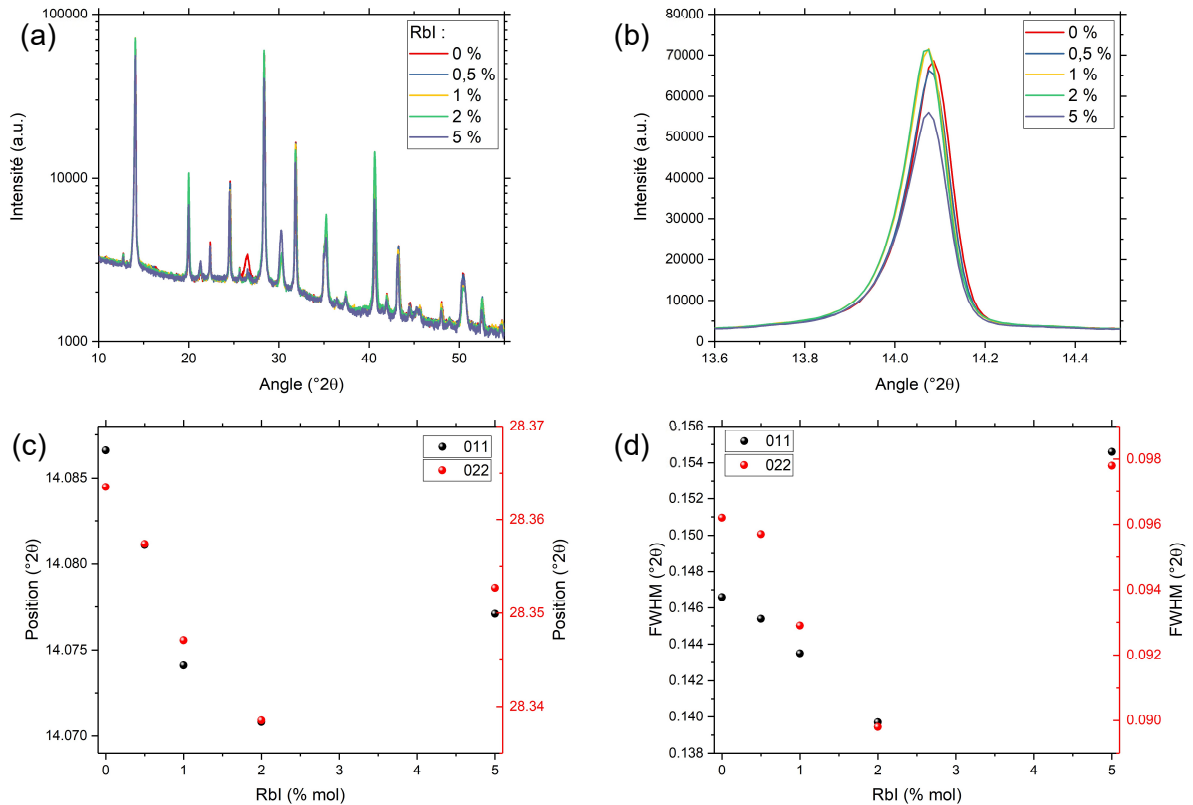 (a)
100000
10000
1000
Intensité (a.u.)
10 20 30 40 50
Angle (°2θ)
RbI :
0 %
0,5 %
1 %
2 %
5 %
(b)
80000
70000
60000
50000
40000
30000
20000
10000
0
Intensité (a.u.)
13.6 13.8 14.0 14.2 14.4
Angle (°2θ)
0 %
0,5 %
1 %
2 %
5 %
(c)
14.085
14.080
14.075
14.070
Position (°2θ)
0 1 2 3 4 5
RbI (% mol)
011
022
28.37
28.36
28.35
28.34
Position (°2θ)
(d)
0.156
0.154
0.152
0.150
0.148
0.146
0.144
0.142
0.140
0.138
FWHM (°2θ)
0 1 2 3 4 5
RbI (% mol)
011
022
0.098
0.096
0.094
0.092
0.090
FWHM (°2θ)